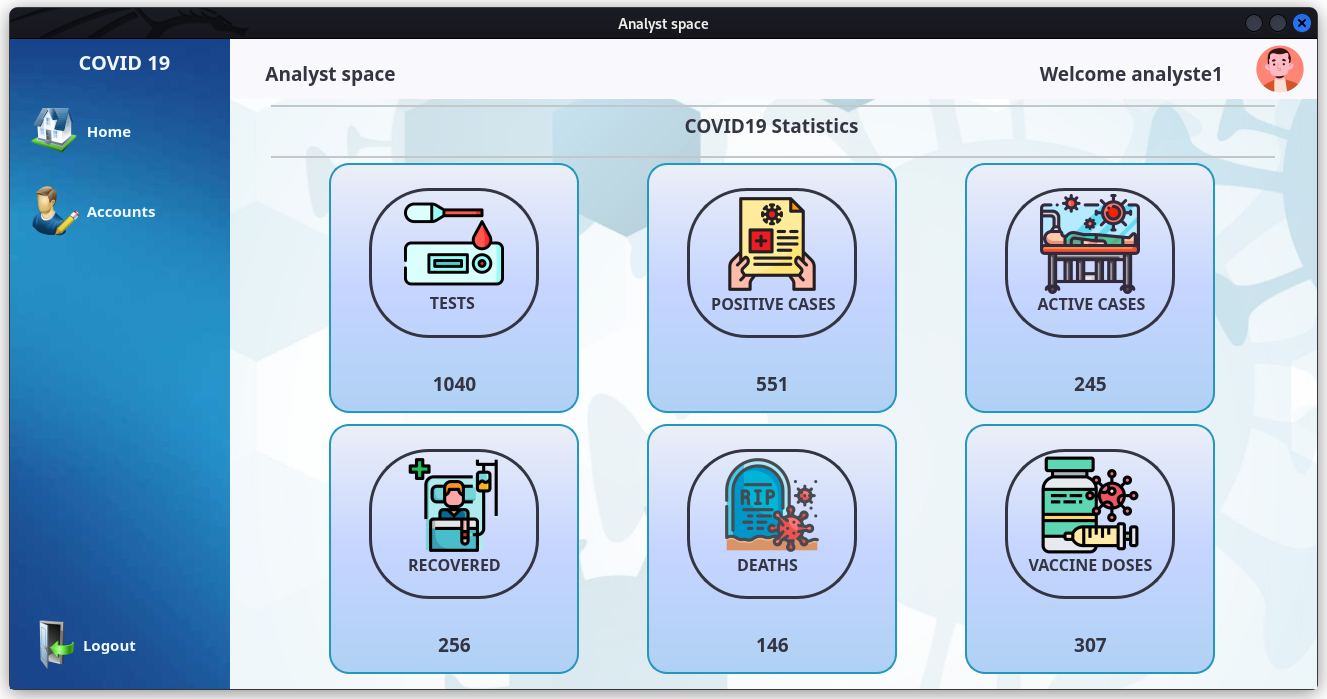 Analyst space
COVID 19
Home
Accounts
Logout
Analyst space
Welcome analyste1
COVID19 Statistics
TESTS
1040
POSITIVE CASES
551
ACTIVE CASES
245
RECOVERED
256
RIP
DEATHS
146
VACCINE DOSES
307